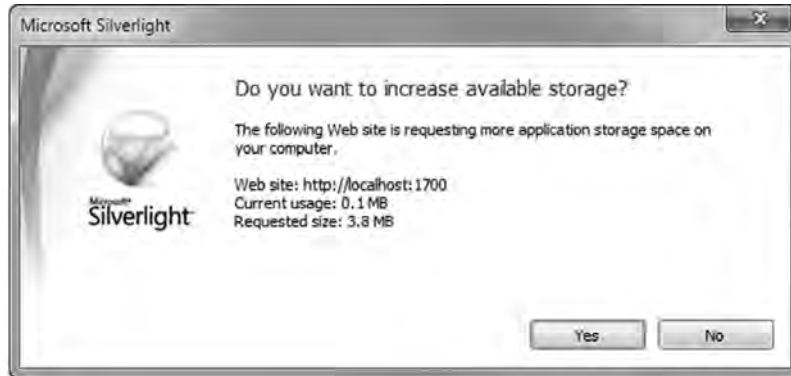 Microsoft Silverlight
Do you want to increase available storage?
The following Web site is requesting more application storage space on
your computer.
Web site: http://localhost:1700
Current usage: 0.1 MB
Requested size: 3.8 MB
Microsoft
Silverlight
Yes
No